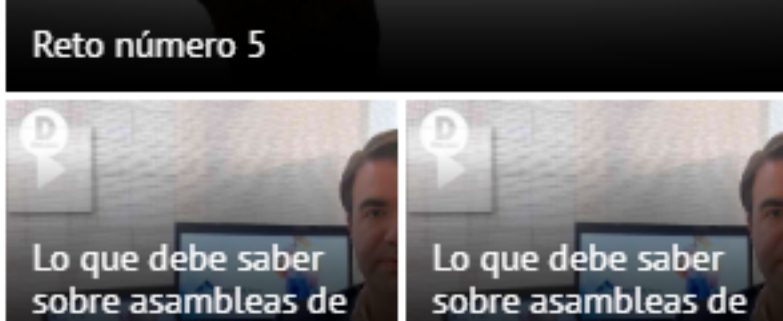 Reto número 5
D
Lo que debe saber
sobre asambleas de
D
Lo que debe saber
sobre asambleas de